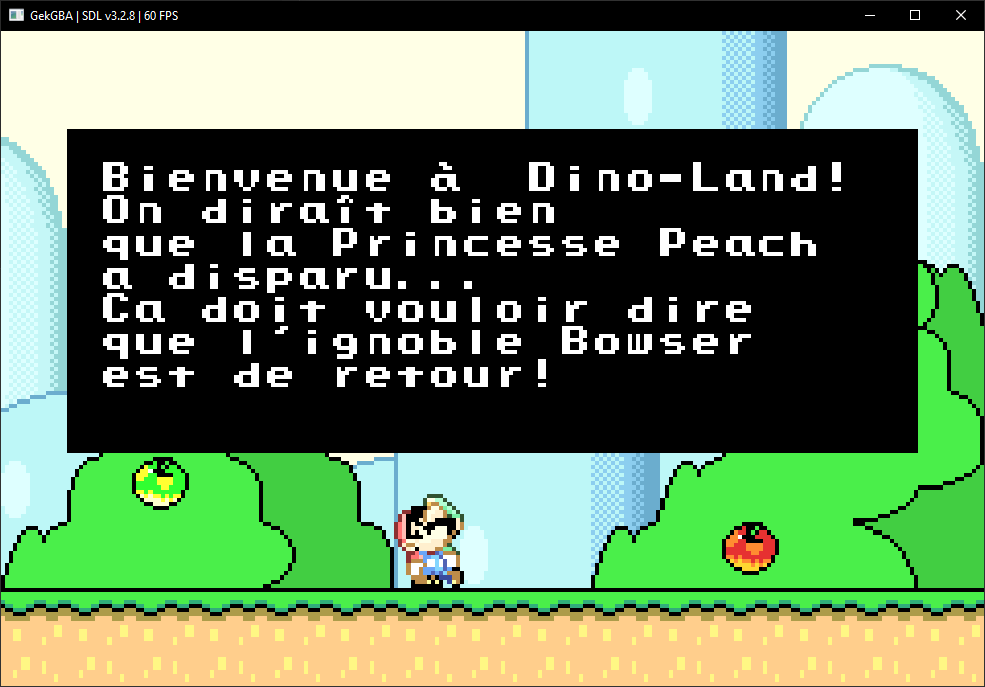 GekGBA | SDL v3.2.8 | 60 FPS
Bienvenue à Dino-Land!
On diraît bien
que la Princesse Peach
a disparu...
Ca doit vouloir dire
que l'ignoble Bowser
est de retour!